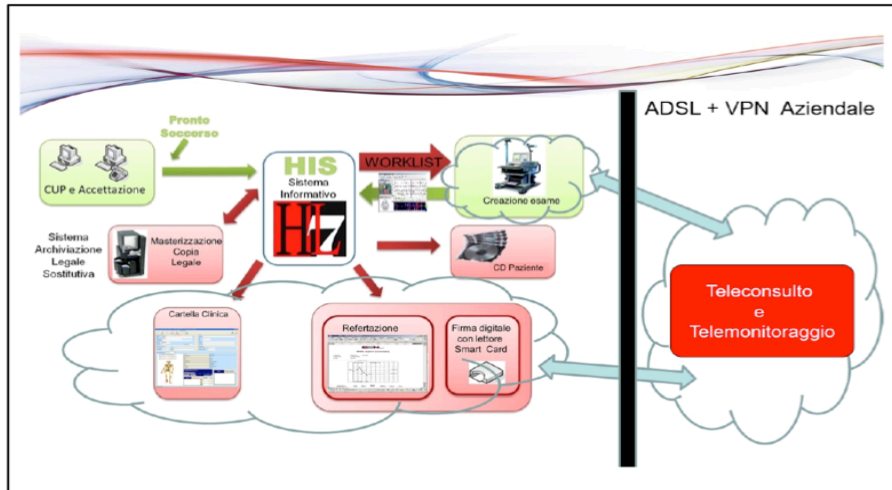 ADSL + VPN Aziendale
Pronto
Soccorso
CUP e Accettazione
HIS
Sistema
Informativo
HL7
WORKLIST
Creazione esame
Sistema
Archiviazione
Legale
Sostitutiva
Masterizzazione
Copia
Legale
CD Paziente
Cartella Clinica
Refertazione
Firma digitale
con lettore
Smart Card
Teleconsulto
e
Telemonitoraggio